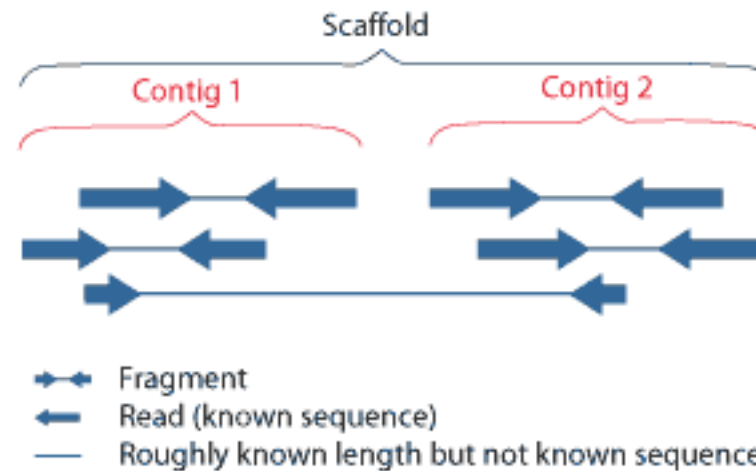 Scaffold
Contig 1
Contig 2
Fragment
Read (known sequence)
Roughly known length but not known sequence